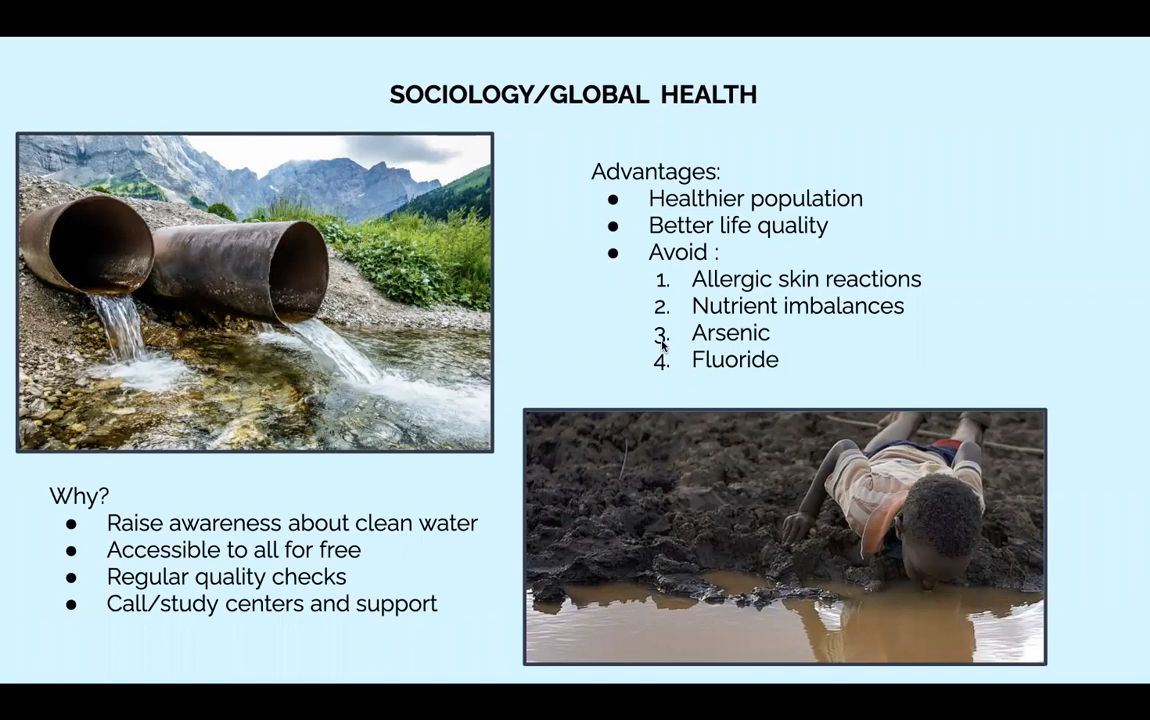 SOCIOLOGY/GLOBAL HEALTH
Advantages:
● Healthier population
● Better life quality
● Avoid :
1. Allergic skin reactions
2. Nutrient imbalances
3. Arsenic
4. Fluoride
Why?
● Raise awareness about clean water
● Accessible to all for free
● Regular quality checks
● Call/study centers and support